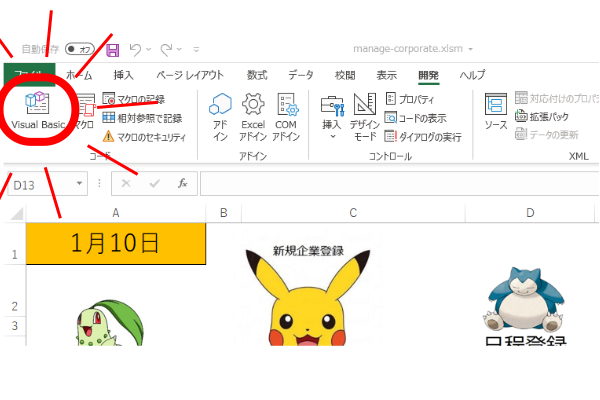 自動保存 オフ manage-corporate.xlsm
ファイル ホーム 挿入 ページ レイアウト 数式 データ 校閲 表示 開発 ヘルプ
Visual Basic マクロ マクロの記録 相対参照で記録 マクロのセキュリティ
アド イン Excel アドイン COM アドイン
挿入 デザイン モード プロパティ コードの表示 ダイアログの実行
ソース 対応付けのプロパ 拡張パック データの更新
コード アドイン コントロール XML
D13 fx
A B C D
1 1月10日 新規企業登録
2
3 日程登録